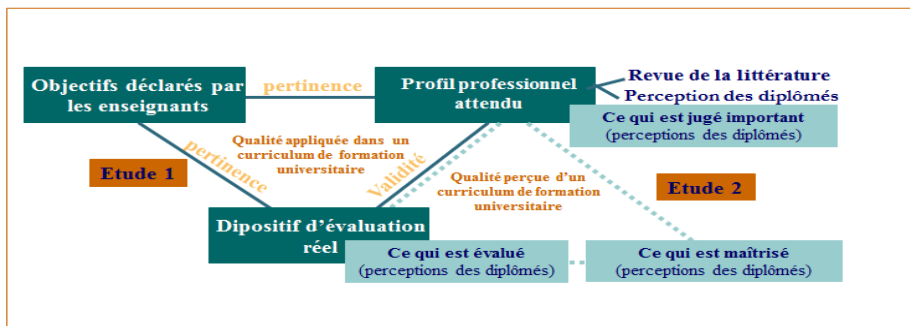 Objectifs déclarés par
les enseignants
pertinence
Profil professionnel
attendu
Revue de la littérature
Perception des diplômés
Ce qui est jugé important
(perceptions des diplômés)
Etude 1
pertinence
Qualité appliquée dans un
curriculum de formation
universitaire
Validité
Qualité perçue d’un
curriculum de formation
universitaire
Etude 2
Dipositif d’évaluation
réel
Ce qui est évalué
(perceptions des diplômés)
Ce qui est maîtrisé
(perceptions des diplômés)